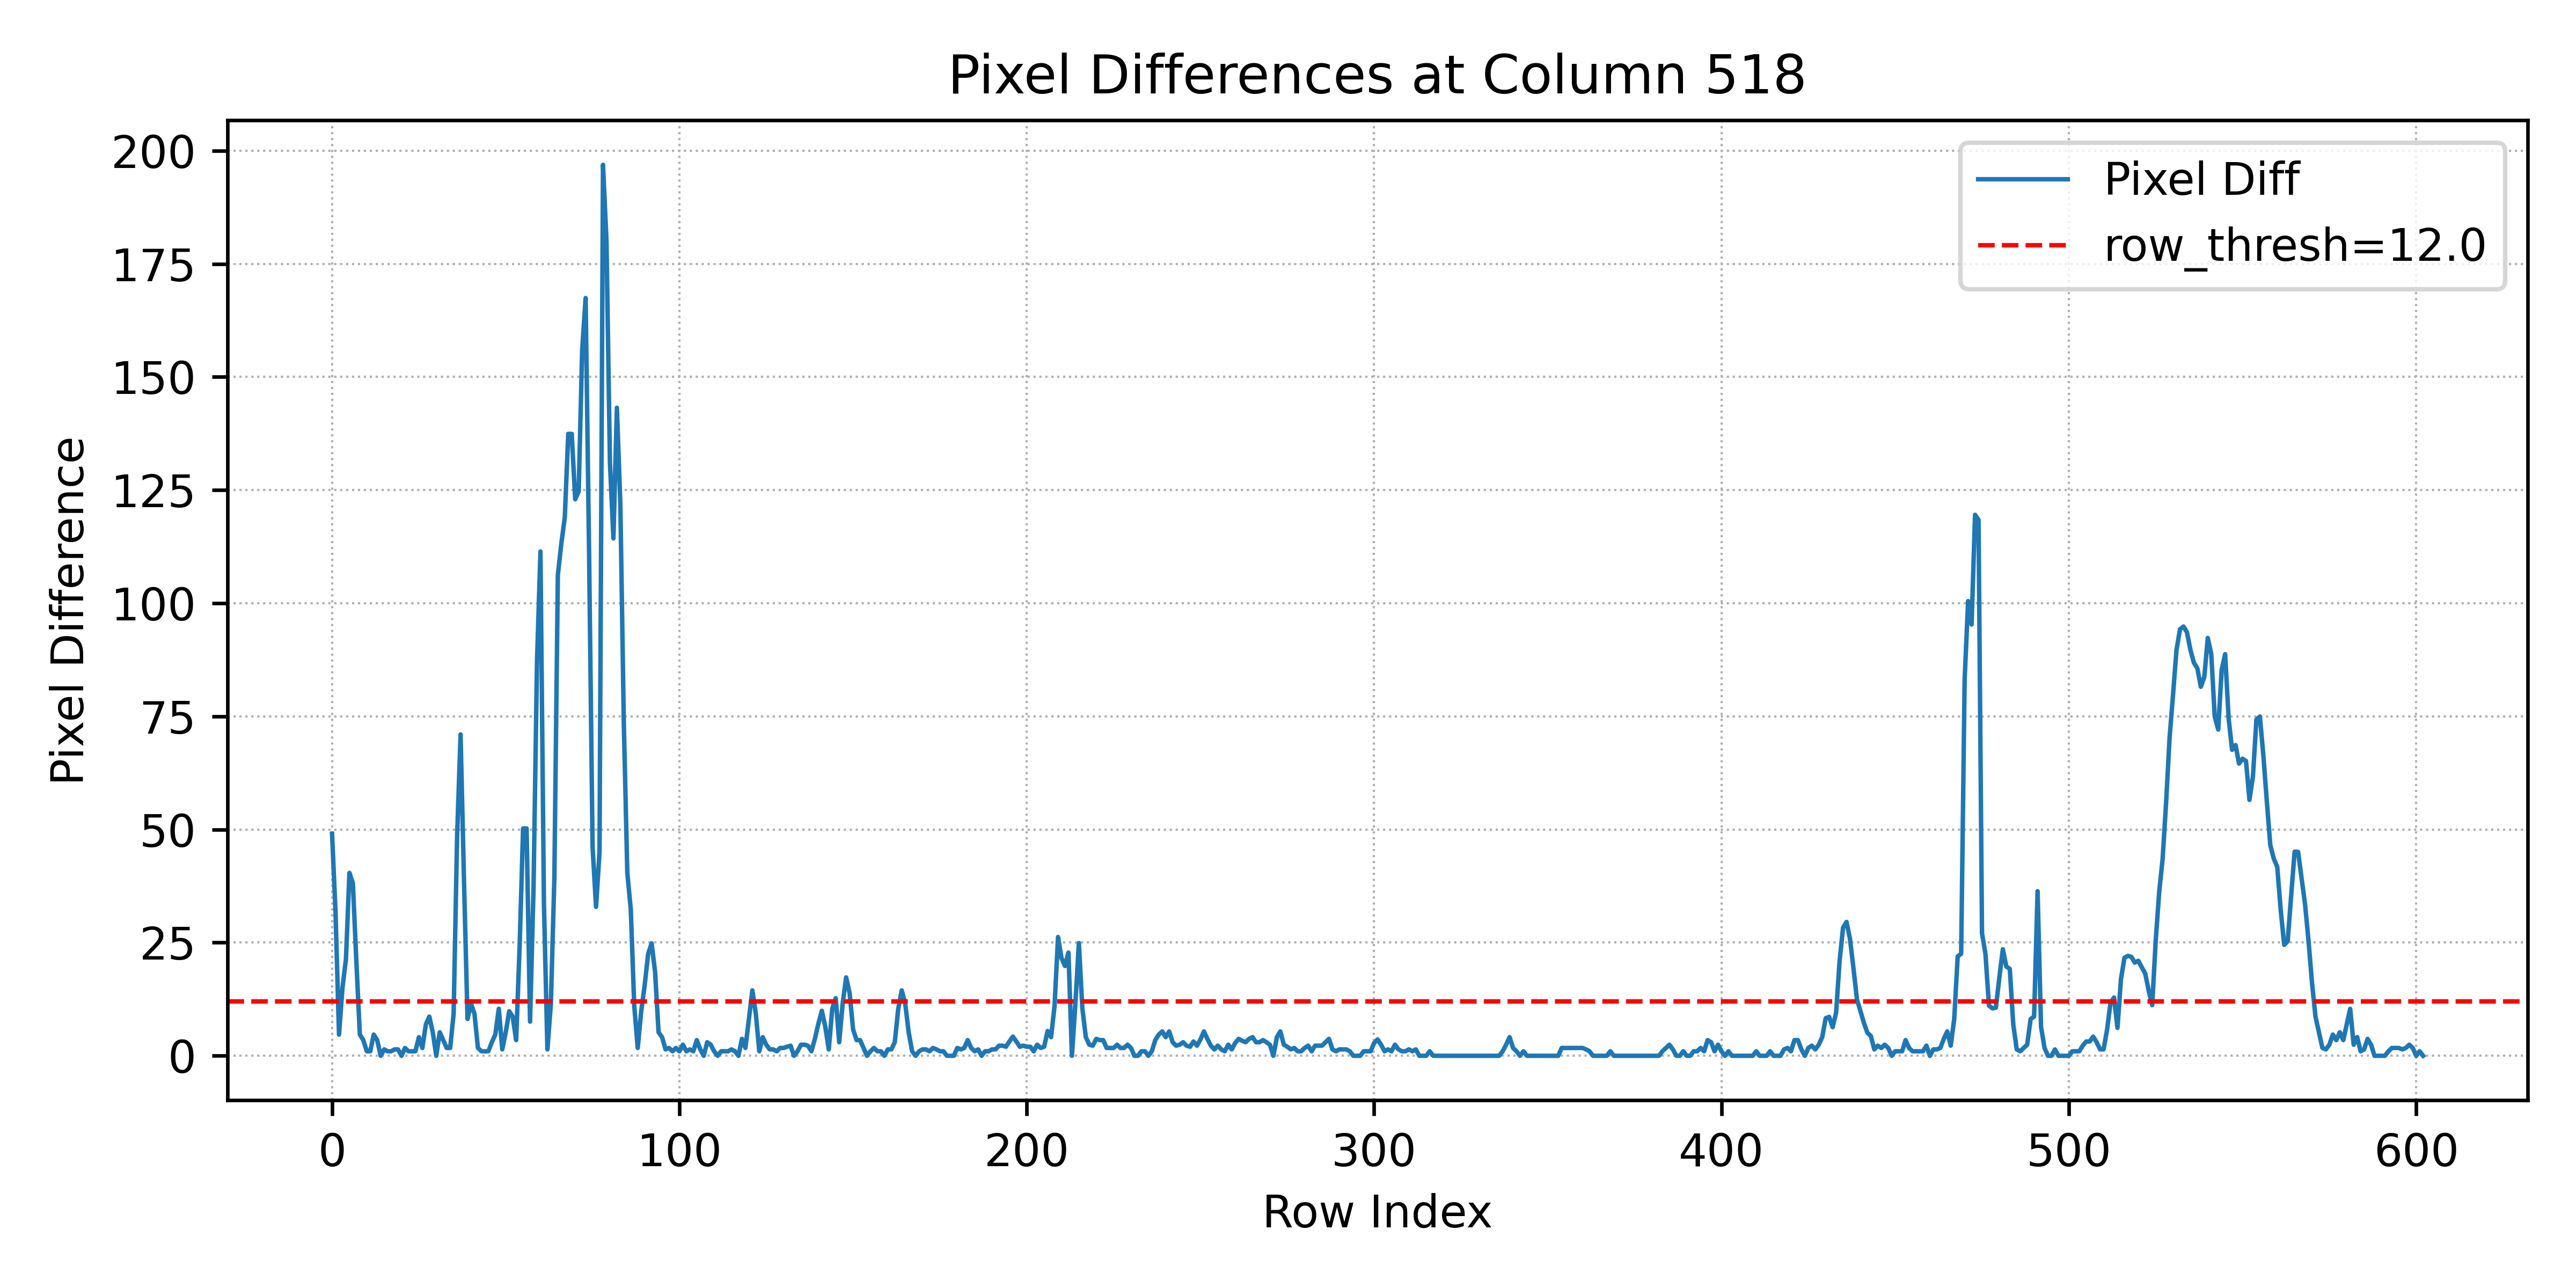 Pixel Differences at Column 518
Pixel Diff
row_thresh=12.0
Pixel Difference
200
175
150
125
100
75
50
25
0
0 100 200 300 400 500 600
Row Index